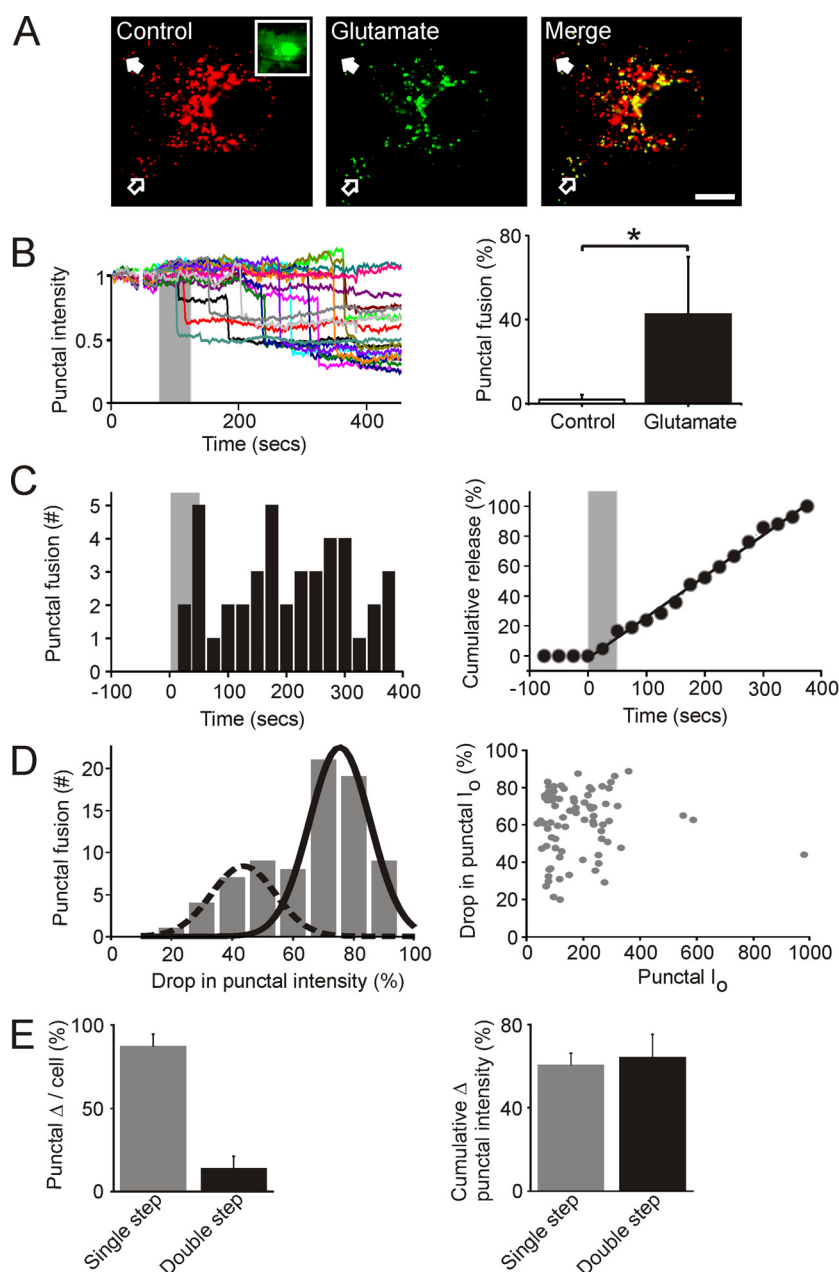 A
Control
Glutamate
Merge
B
Punctal intensity
1
0.5
0
0
200
400
Time (secs)
Punctal fusion (%)
80
40
0
*
Control
Glutamate
C
Punctal fusion (#)
5
4
3
2
1
0
-100
0
100
200
300
400
Time (secs)
Cumulative release (%)
100
80
60
40
20
0
-100
0
100
200
300
400
Time (secs)
D
Punctal fusion (#)
20
15
10
5
0
0
20
40
60
80
100
Drop in punctal intensity (%)
Drop in punctal IO (%)
100
80
60
40
20
0
0
200
400
600
800
1000
Punctal IO
E
Punctal Δ / cell (%)
100
50
0
Single step
Double step
Cumulative Δ
punctal intensity (%)
80
40
0
Single step
Double step